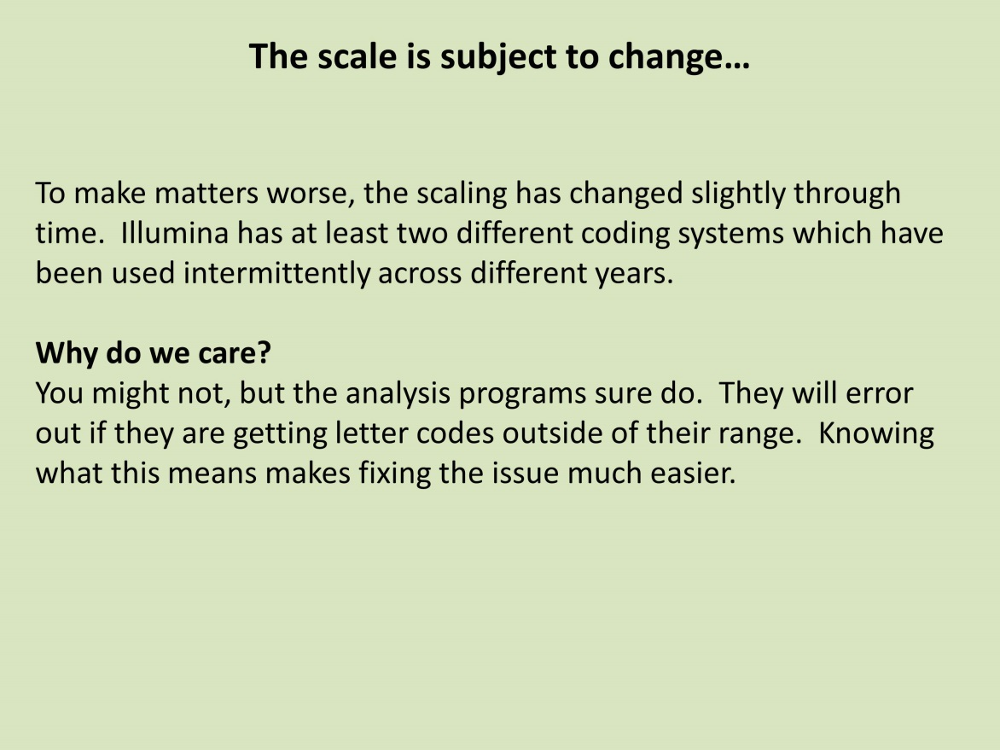 The scale is subject to change…
To make matters worse, the scaling has changed slightly through
time.  Illumina has at least two different coding systems which have
been used intermittently across different years.
Why do we care?
You might not, but the analysis programs sure do.  They will error
out if they are getting letter codes outside of their range.  Knowing
what this means makes fixing the issue much easier.